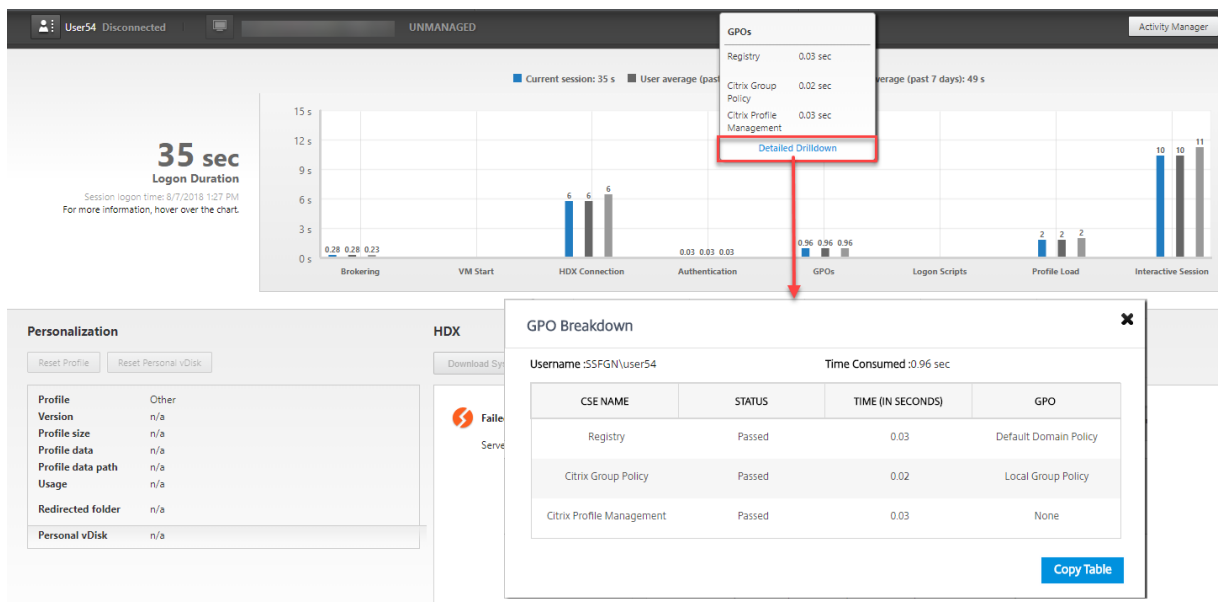 User54 Disconnected
UNMANAGED
Activity Manager
GPOs
Registry 0.03 sec
Citrix Group Policy 0.02 sec
Citrix Profile Management 0.03 sec
Detailed Drilldown
Current session: 35 s User average (past verage (past 7 days): 49 s
35 sec
Logon Duration
Session logon time: 8/7/2018 1:27 PM
For more information, hover over the chart.
15 s
12 s
9 s
6 s
3 s
0 s
0.28 0.28 0.23
6 6 6
0.03 0.03 0.03
0.96 0.96 0.96
2 2 2
10 10 11
Brokering VM Start HDX Connection Authentication GPOs Logon Scripts Profile Load Interactive Session
Personalization
Reset Profile Reset Personal vDisk
Profile Other
Version n/a
Profile size n/a
Profile data n/a
Profile data path n/a
Usage n/a
Redirected folder n/a
Personal vDisk n/a
HDX
Download Sy
Faile
Serve
GPO Breakdown
Username :SSFGN\user54 Time Consumed :0.96 sec
CSE NAME STATUS TIME (IN SECONDS) GPO
Registry Passed 0.03 Default Domain Policy
Citrix Group Policy Passed 0.02 Local Group Policy
Citrix Profile Management Passed 0.03 None
Copy Table